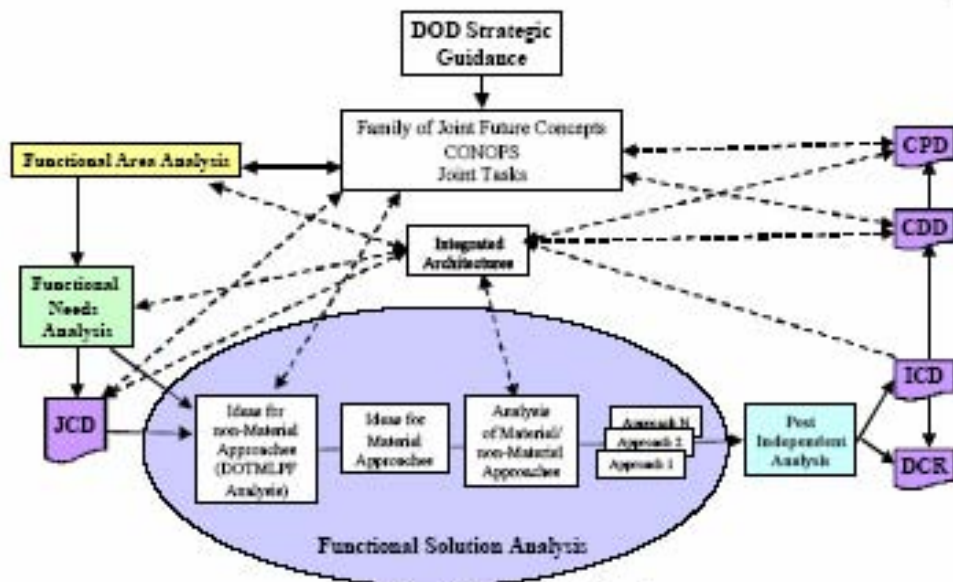 DOD Strategic
Guidance
Family of Joint Future Concepts
CONOPS
Joint Tasks
Functional Area Analysis
CPD
CDD
Integrated
Architectures
Functional
Needs
Analysis
ICD
JCD
Ideas for
non-Material
Approaches
(DOTMLPF
Analysis)
Ideas for
Material
Approaches
Analysis
of Material/
non-Material
Approaches
Approach N
Approach 2
Approach 1
Post
Independent
Analysis
DCR
Functional Solution Analysis